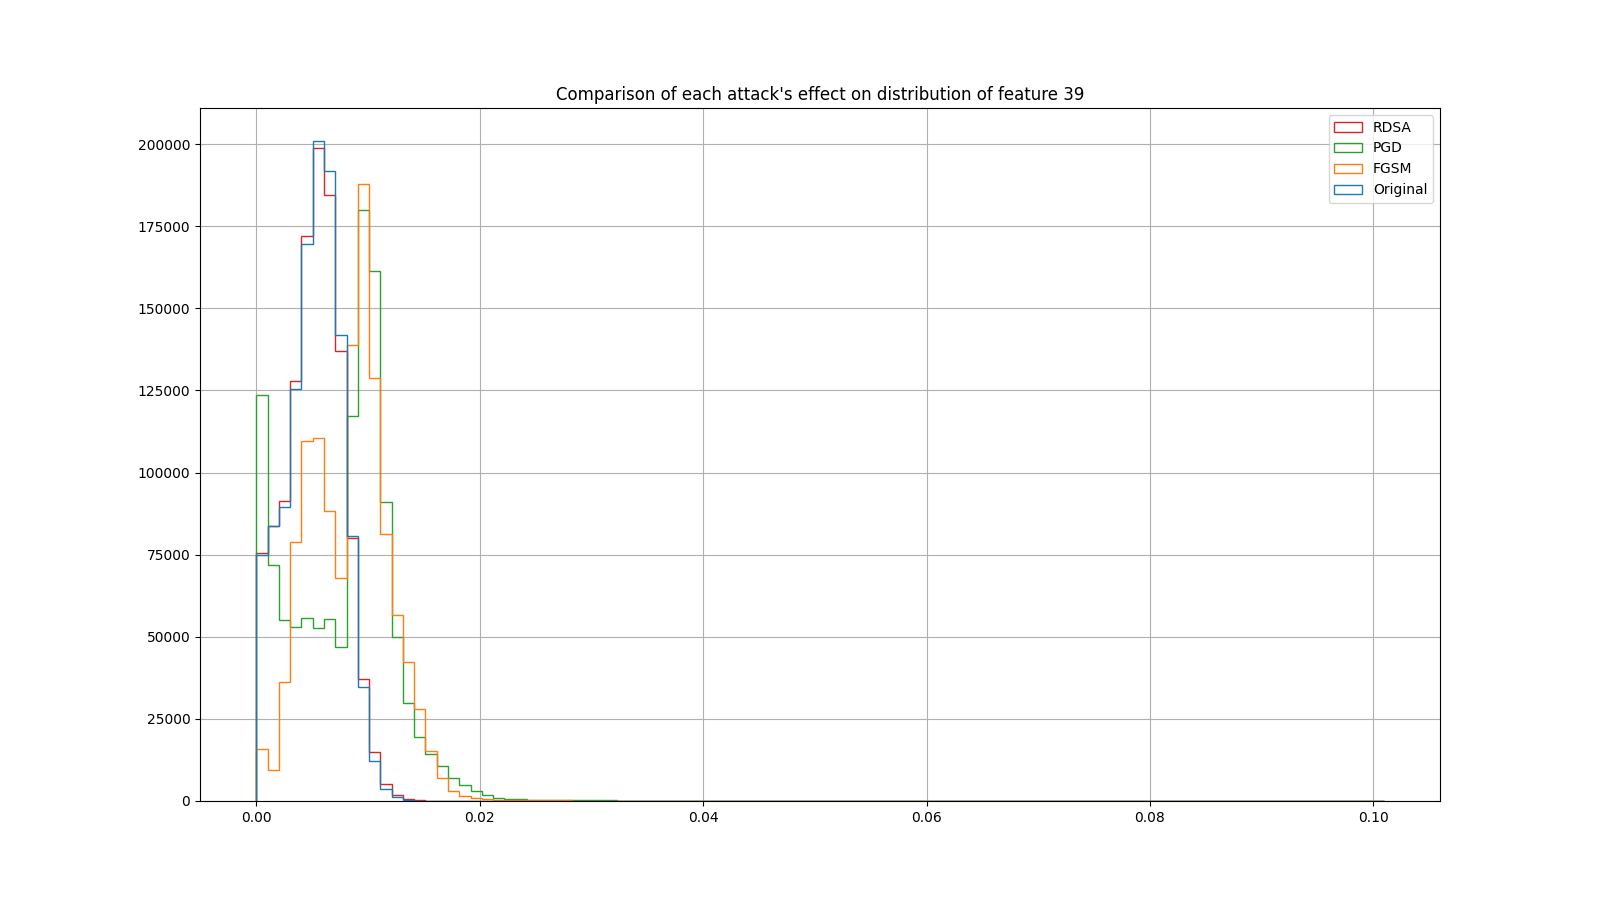 Comparison of each attack's effect on distribution of feature 39
RDSA
PGD
FGSM
Original
200000
175000
150000
125000
100000
75000
50000
25000
0
0.00 0.02 0.04 0.06 0.08 0.10